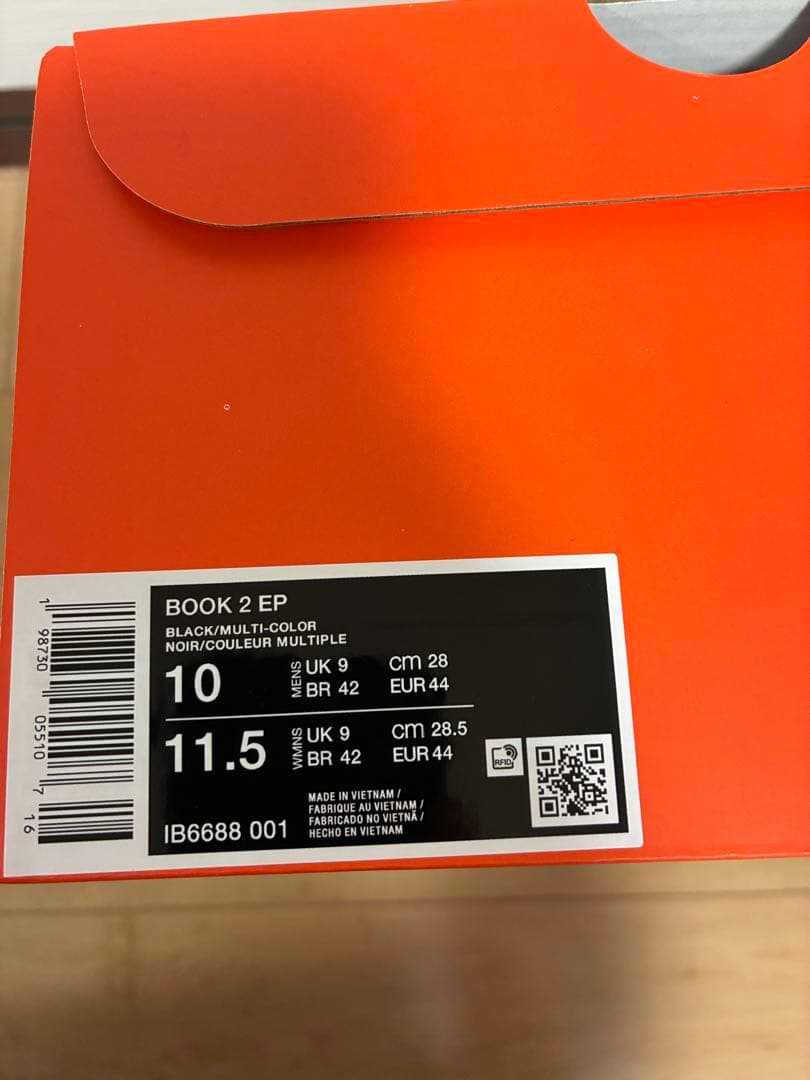 BOOK 2 EP
BLACK/MULTI-COLOR
NOIR/COULEUR MULTIPLE
10 MENS UK 9 cm 28
BR 42 EUR 44
11.5 WMNS UK 9 cm 28.5
BR 42 EUR 44
RFID
IB6688 001
MADE IN VIETNAM /
FABRIQUE AU VIETNAM /
FABRICADO NO VIETNÃ /
HECHO EN VIETNAM
1 98730 05510 7 16